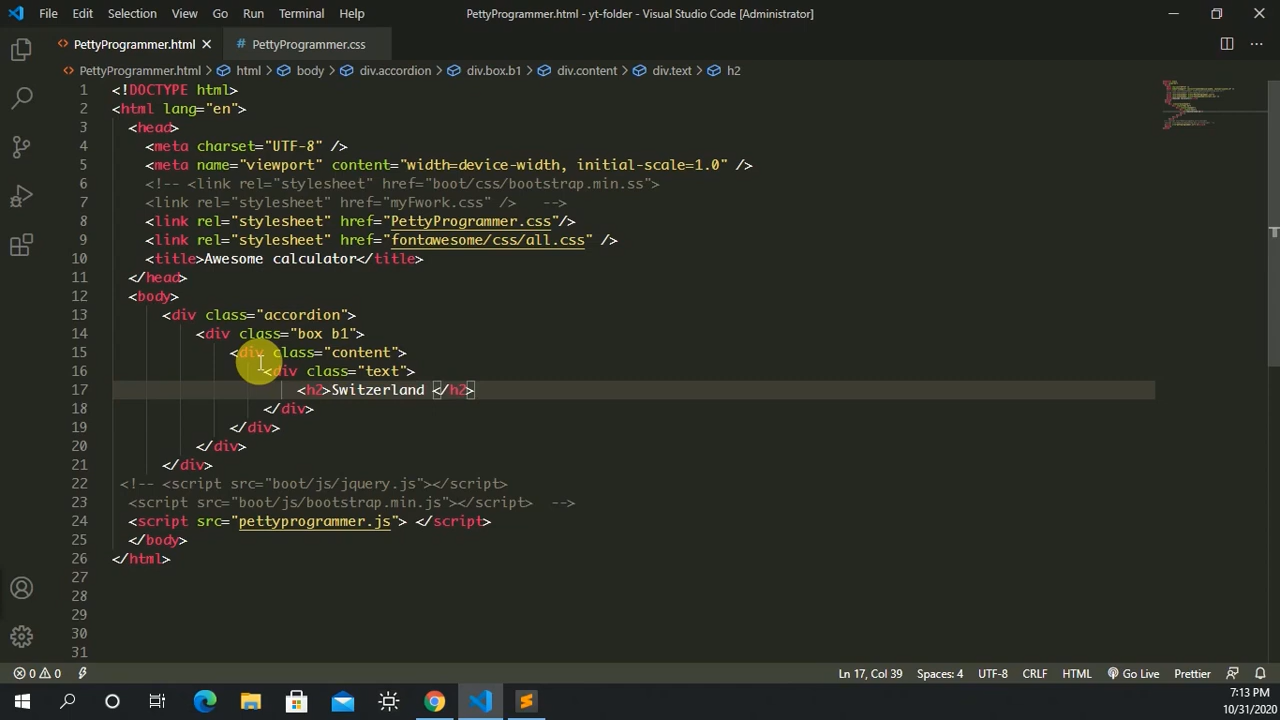 File Edit Selection View Go Run Terminal Help PettyProgrammer.html - yt-folder - Visual Studio Code [Administrator]
PettyProgrammer.html # PettyProgrammer.css
PettyProgrammer.html > html > body > div.accordion > div.box.b1 > div.content > div.text > h2
1 <!DOCTYPE html>
2 <html lang="en">
3 <head>
4 <meta charset="UTF-8" />
5 <meta name="viewport" content="width=device-width, initial-scale=1.0" />
6 <!-- <link rel="stylesheet" href="boot/css/bootstrap.min.ss">
7 <link rel="stylesheet" href="myFwork.css" /> -->
8 <link rel="stylesheet" href="PettyProgrammer.css"/>
9 <link rel="stylesheet" href="fontawesome/css/all.css" />
10 <title>Awesome calculator</title>
11 </head>
12 <body>
13 <div class="accordion">
14 <div class="box b1">
15 <div class="content">
16 <div class="text">
17 <h2>Switzerland </h2>
18 </div>
19 </div>
20 </div>
21 </div>
22 <!-- <script src="boot/js/jquery.js"></script>
23 <script src="boot/js/bootstrap.min.js"></script> -->
24 <script src="pettyprogrammer.js"> </script>
25 </body>
26 </html>
27
28
29
30
31
0 0 Ln 17, Col 39 Spaces: 4 UTF-8 CRLF HTML Go Live Prettier
7:13 PM
10/31/2020